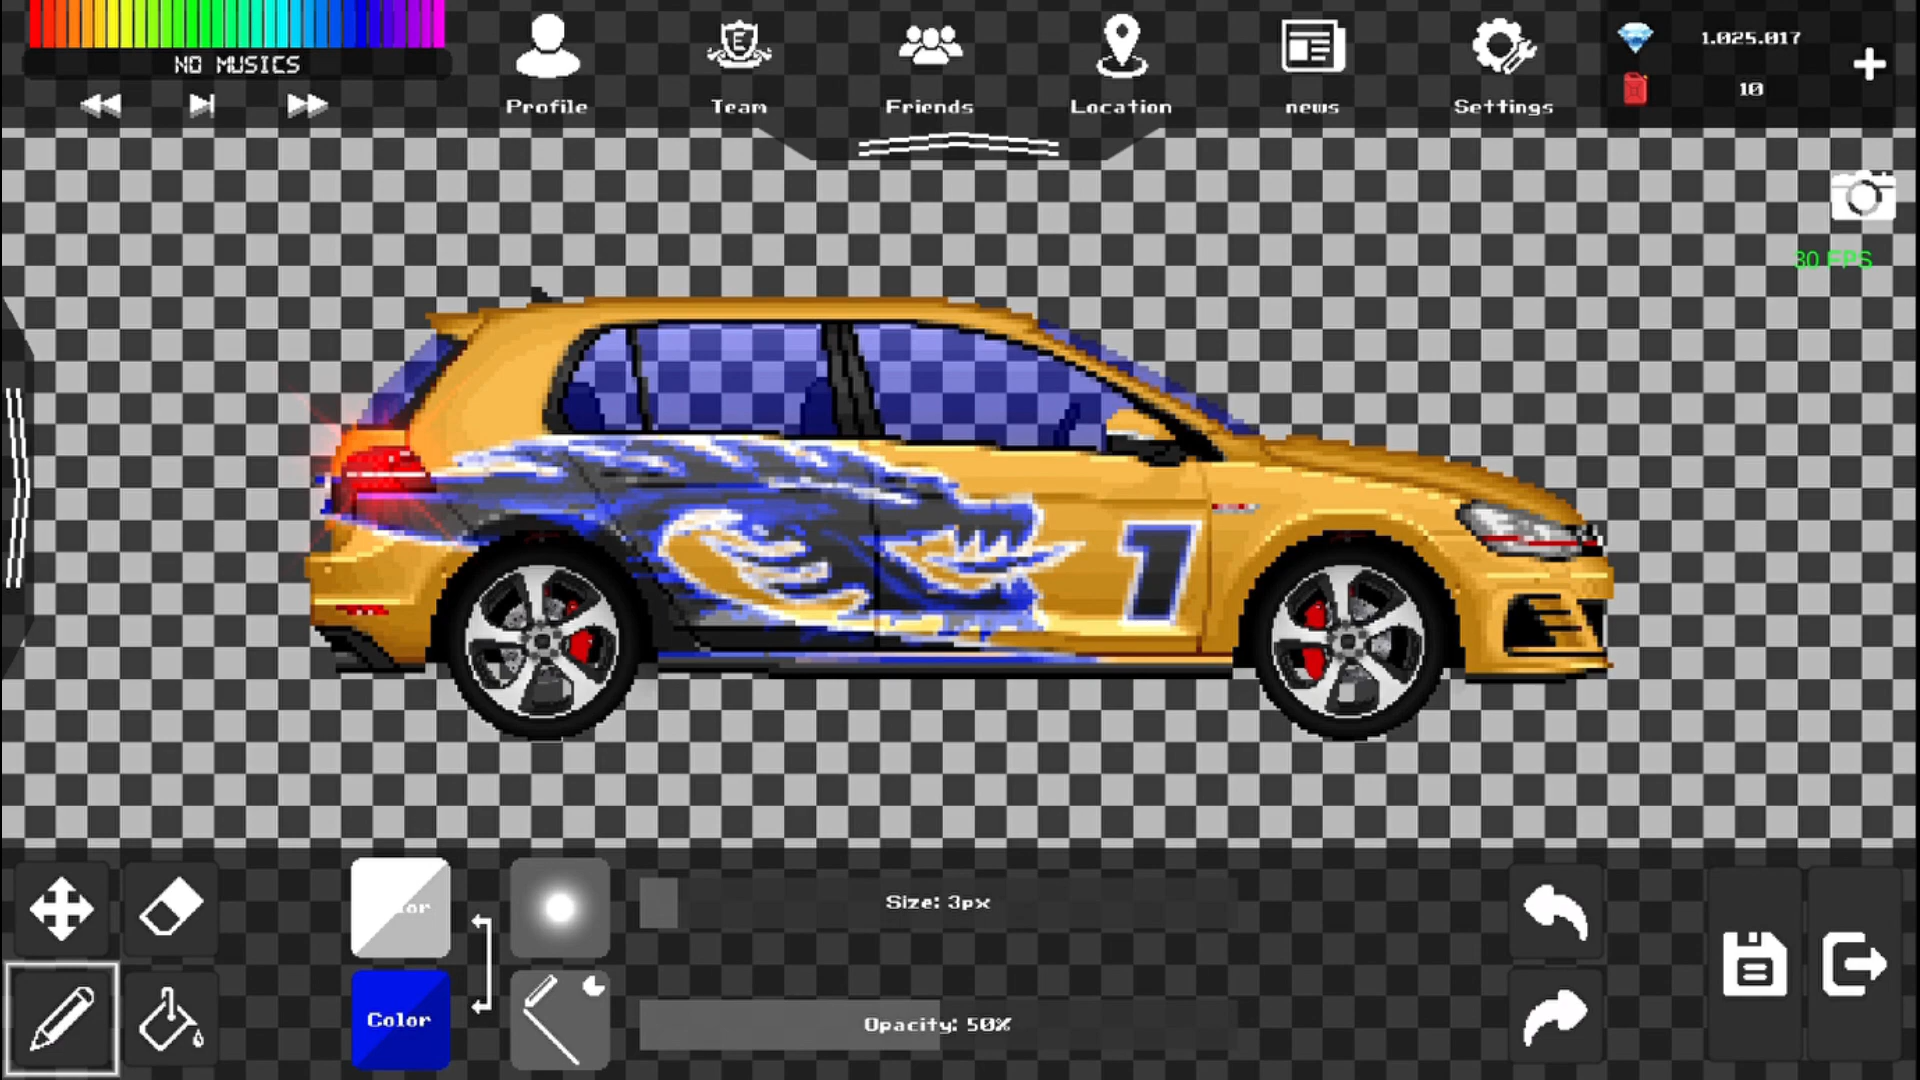 NO MUSICS
Profile
Team
Friends
Location
news
Settings
1.025.017
10
30 FPS
1
Color
Size: 3px
Opacity: 50%